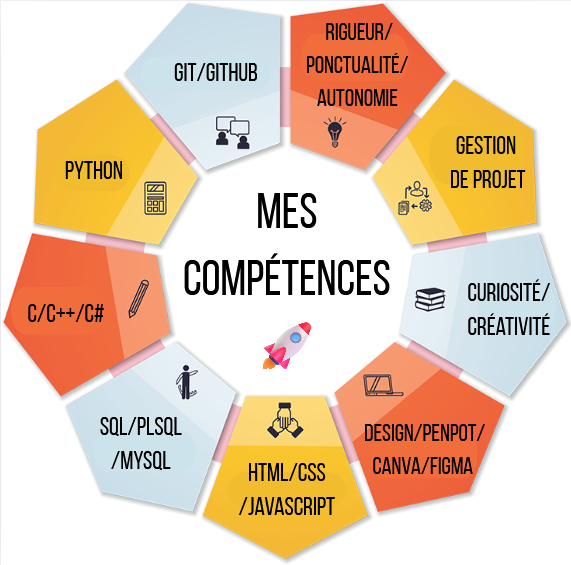 MES
COMPÉTENCES
RIGUEUR/
PONCTUALITÉ/
AUTONOMIE
GESTION
DE PROJET
CURIOSITÉ/
CRÉATIVITÉ
DESIGN/PENPOT/
CANVA/FIGMA
HTML/CSS
/JAVASCRIPT
SQL/PLSQL
/MYSQL
C/C++/C#
PYTHON
GIT/GITHUB